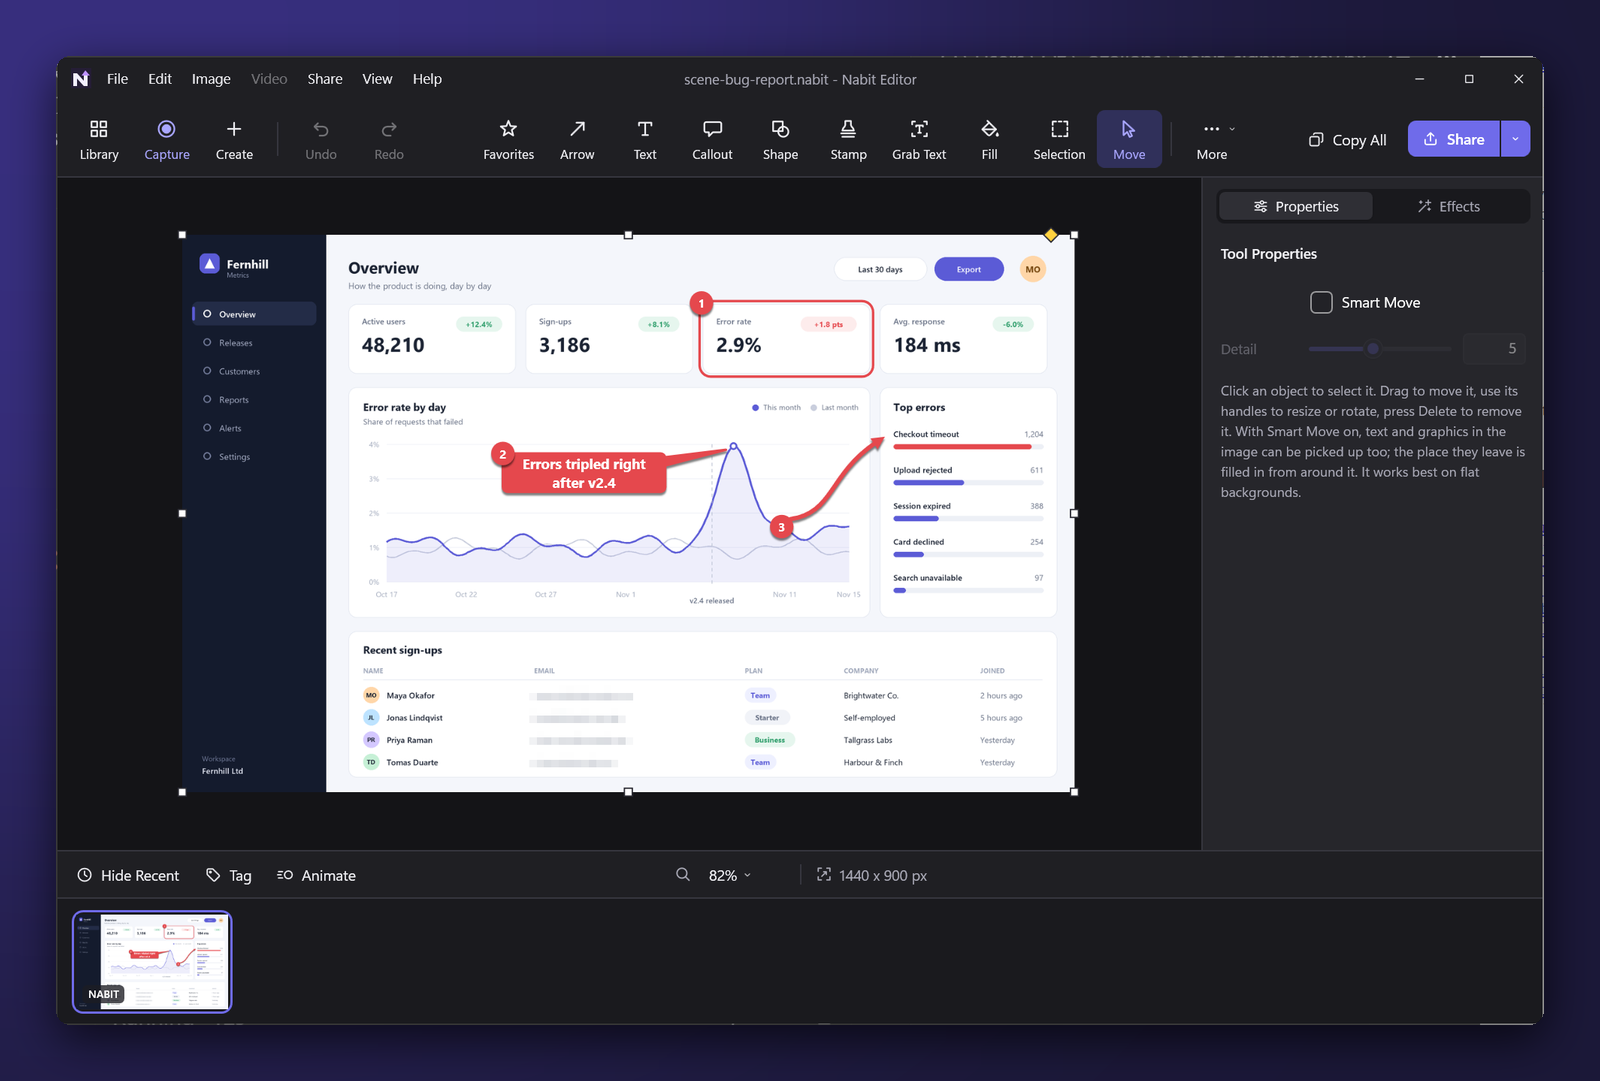 File Edit Image Video Share View Help
scene-bug-report.nabit - Nabit Editor
Library Capture Create Undo Redo Favorites Arrow Text Callout Shape Stamp Grab Text Fill Selection Move More Copy All Share
Properties Effects
Tool Properties
Smart Move
Detail 5
Click an object to select it. Drag to move it, use its
handles to resize or rotate, press Delete to remove
it. With Smart Move on, text and graphics in the
image can be picked up too; the place they leave is
filled in from around it. It works best on flat
backgrounds.
Fernhill
Metrics
Overview
Releases
Customers
Reports
Alerts
Settings
Workspace
Fernhill Ltd
Overview
How the product is doing, day by day
Last 30 days Export MO
Active users +12.4%
48,210
Sign-ups +8.1%
3,186
1
Error rate +1.8 pts
2.9%
Avg. response -6.0%
184 ms
Error rate by day
Share of requests that failed
This month Last month
4%
3%
2%
1%
0%
2
Errors tripled right
after v2.4
3
Oct 17 Oct 22 Oct 27 Nov 1 v2.4 released Nov 11 Nov 15
Top errors
Checkout timeout 1,204
Upload rejected 611
Session expired 388
Card declined 254
Search unavailable 97
Recent sign-ups
NAME EMAIL PLAN COMPANY JOINED
MO Maya Okafor Team Brightwater Co. 2 hours ago
JL Jonas Lindqvist Starter Self-employed 5 hours ago
PR Priya Raman Business Tallgrass Labs Yesterday
TD Tomas Duarte Team Harbour & Finch Yesterday
Hide Recent Tag Animate 82% 1440 x 900 px
NABIT